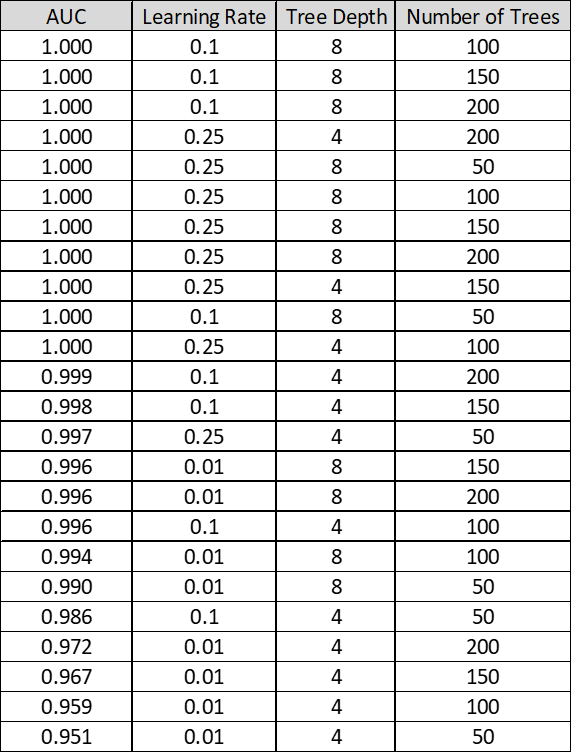 AUC Learning Rate Tree Depth Number of Trees
1.000 0.1 8 100
1.000 0.1 8 150
1.000 0.1 8 200
1.000 0.25 4 200
1.000 0.25 8 50
1.000 0.25 8 100
1.000 0.25 8 150
1.000 0.25 8 200
1.000 0.25 4 150
1.000 0.1 8 50
1.000 0.25 4 100
0.999 0.1 4 200
0.998 0.1 4 150
0.997 0.25 4 50
0.996 0.01 8 150
0.996 0.01 8 200
0.996 0.1 4 100
0.994 0.01 8 100
0.990 0.01 8 50
0.986 0.1 4 50
0.972 0.01 4 200
0.967 0.01 4 150
0.959 0.01 4 100
0.951 0.01 4 50